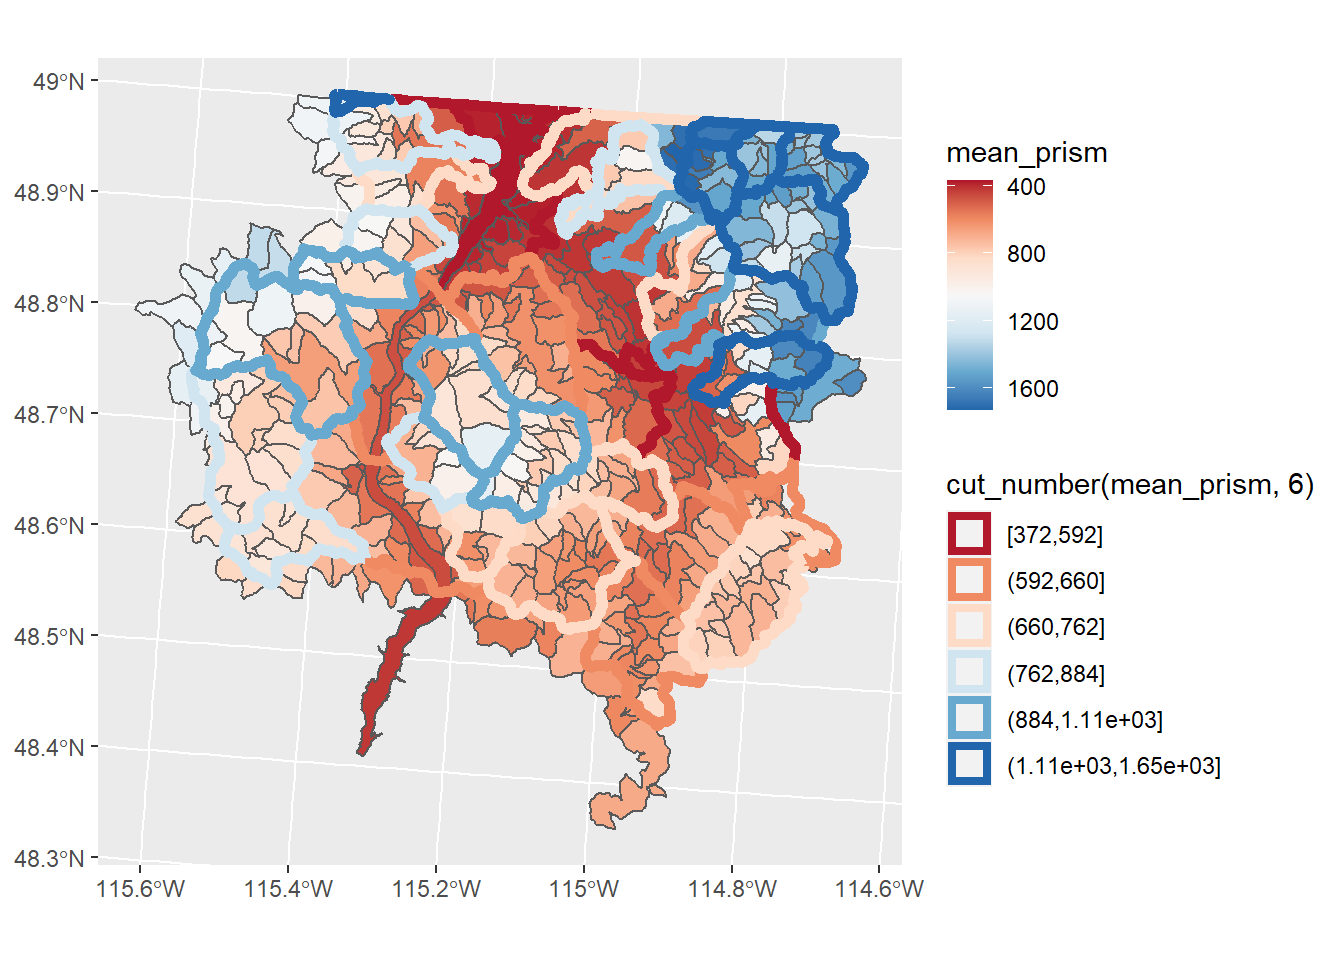 49°N
48.9°N
48.8°N
48.7°N
48.6°N
48.5°N
48.4°N
48.3°N
115.6°W 115.4°W 115.2°W 115°W 114.8°W 114.6°W
mean_prism
400
800
1200
1600
cut_number(mean_prism, 6)
[372,592]
(592,660]
(660,762]
(762,884]
(884,1.11e+03]
(1.11e+03,1.65e+03]